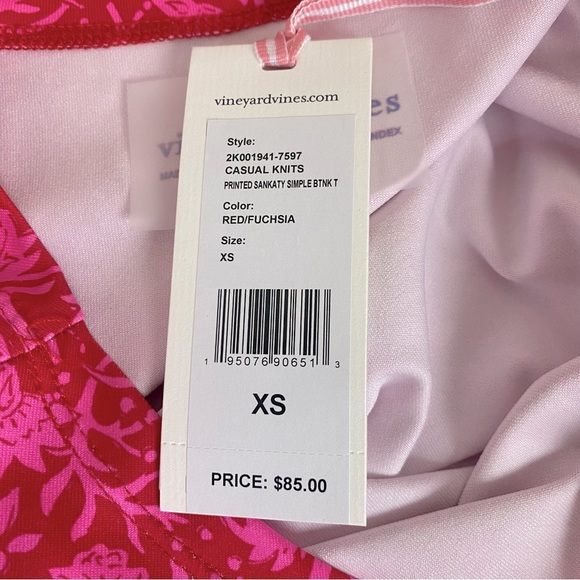 vineyardvines.com
Style:
2K001941-7597
CASUAL KNITS
PRINTED SANKATY SIMPLE BTNK T
Color:
RED/FUCHSIA
Size:
XS
1 95076 90651 3
XS
PRICE: $85.00